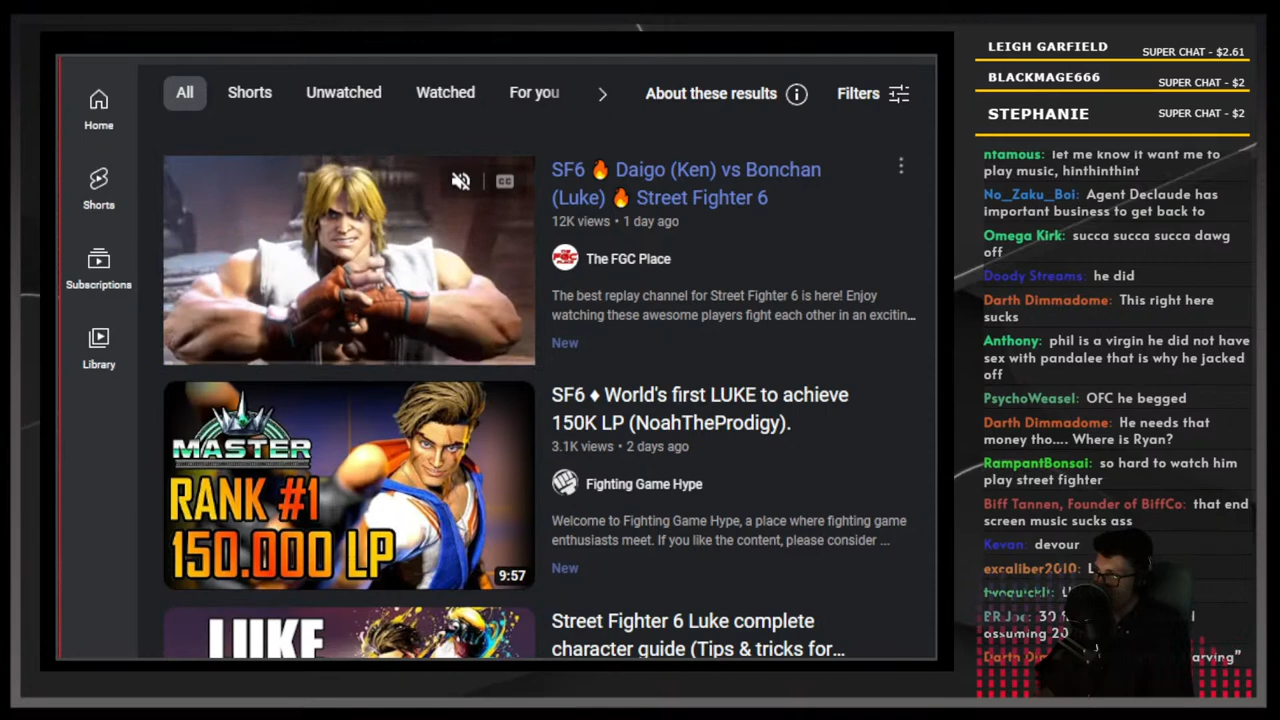 Home
Shorts
Subscriptions
Library
All
Shorts
Unwatched
Watched
For you
About these results
Filters
SF6 🔥 Daigo (Ken) vs Bonchan
(Luke) 🔥 Street Fighter 6
12K views • 1 day ago
The FGC Place
The best replay channel for Street Fighter 6 is here! Enjoy
watching these awesome players fight each other in an excitin...
New
CC
MASTER
RANK #1
150.000 LP
9:57
SF6 ♦ World's first LUKE to achieve
150K LP (NoahTheProdigy).
3.1K views • 2 days ago
Fighting Game Hype
Welcome to Fighting Game Hype, a place where fighting game
enthusiasts meet. If you like the content, please consider ...
New
LUKE
Street Fighter 6 Luke complete
character guide (Tips & tricks for...
LEIGH GARFIELD SUPER CHAT - $2.61
BLACKMAGE666 SUPER CHAT - $2
STEPHANIE SUPER CHAT - $2
ntamous: let me know it want me to
play music, hinthinthint
No__Zaku_Boi: Agent Declaude has
important business to get back to
Omega Kirk: succa succa succa dawg
off
Doody Streams: he did
Darth Dimmadome: This right here
sucks
Anthony: phil is a virgin he did not have
sex with pandalee that is why he jacked
off
PsychoWeasel: OFC he begged
Darth Dimmadome: He needs that
money tho.... Where is Ryan?
RampantBonsai: so hard to watch him
play street fighter
Biff Tannen, Founder of BiffCo: that end
screen music sucks ass
Kevan: devour
excaliber2010:
assuming 20
Darth